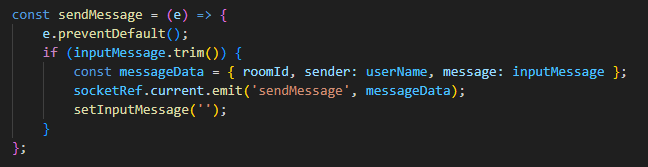 const sendMessage = (e) => {
    e.preventDefault();
    if (inputMessage.trim()) {
        const messageData = { roomId, sender: userName, message: inputMessage };
        socketRef.current.emit('sendMessage', messageData);
        setInputMessage('');
    }
};